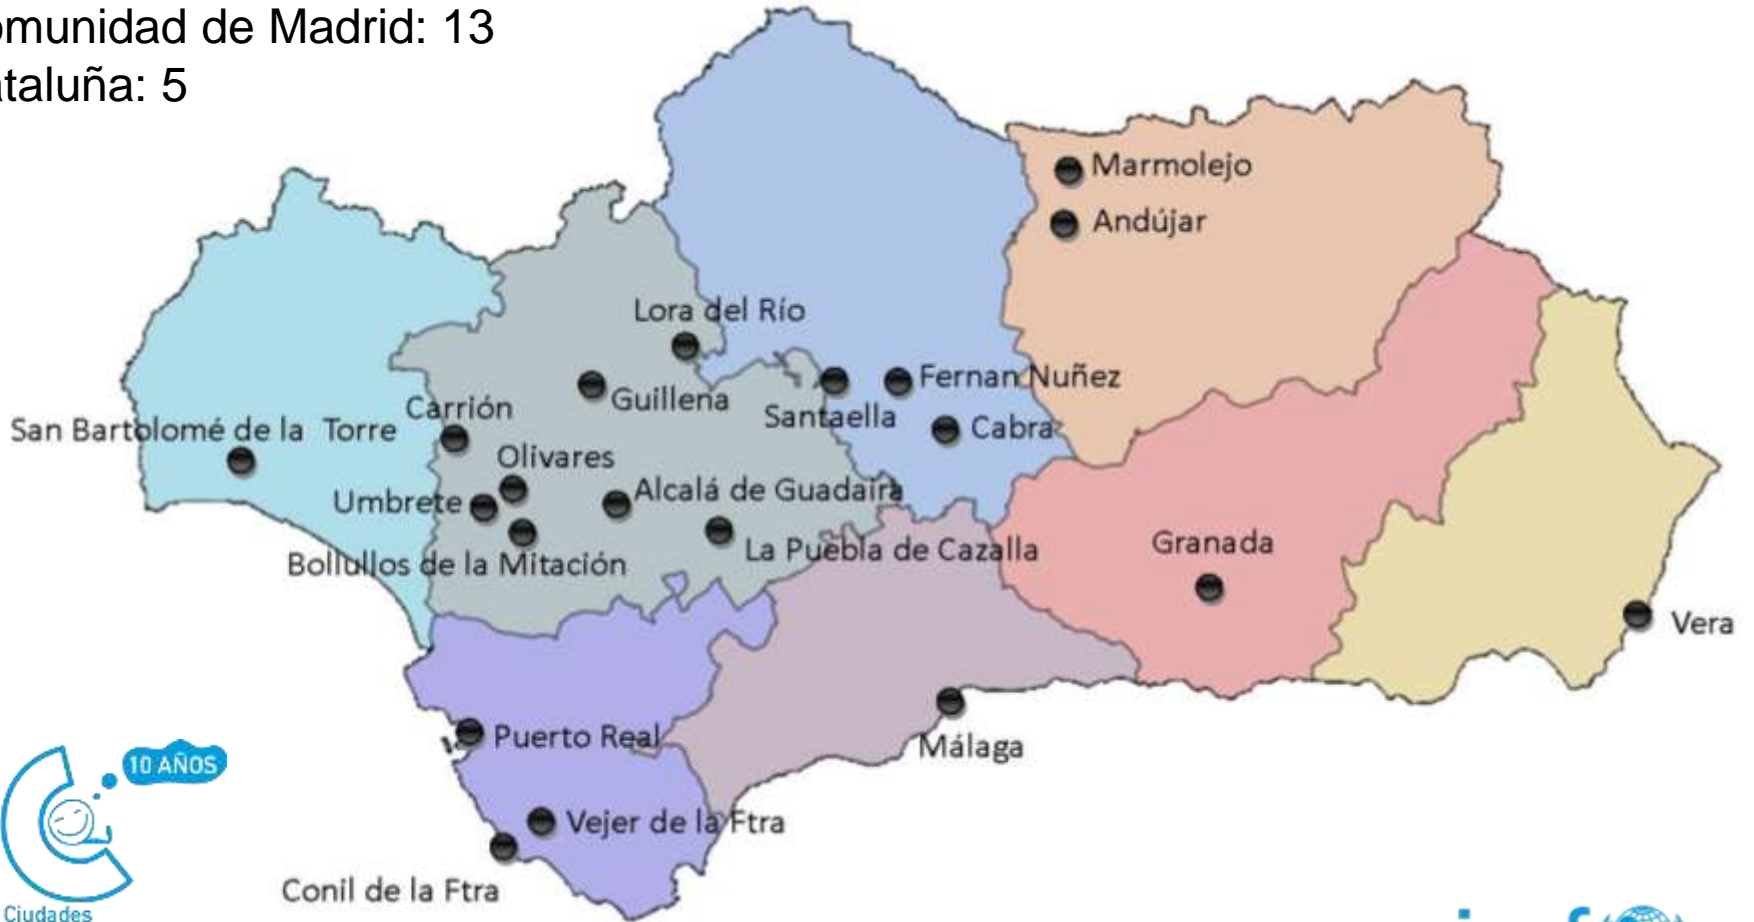 omunidad de Madrid: 13
ataluña: 5
Marmolejo
Andújar
Lora del Río
Fernan Nuñez
Guillena
Carrión
Santaella
Cabra
San Bartolomé de la Torre
Olivares
Umbrete
Alcalá de Guadaira
La Puebla de Cazalla
Granada
Bollullos de la Mitación
Vera
Puerto Real
Málaga
10 AÑOS
Vejer de la Ftra
Conil de la Ftra
Ciudades